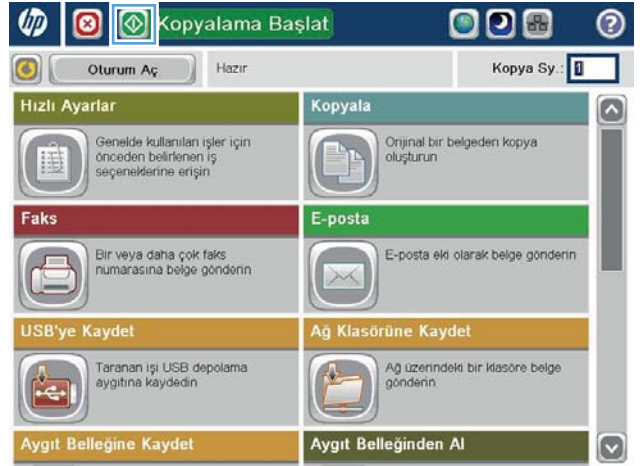 hp
Kopyalama Başlat
?
Oturum Aç
Hazır
Kopya Sy.: 1
Hızlı Ayarlar
Genelde kullanılan işler için
önceden belirlenen iş
seçeneklerine erişin
Kopyala
Orijinal bir belgeden kopya
oluşturun
Faks
Bir veya daha çok faks
numarasına belge gönderin
E-posta
E-posta eki olarak belge gönderin
USB'ye Kaydet
Taranan işi USB depolama
aygıtına kaydedin
Ağ Klasörüne Kaydet
Ağ üzerindeki bir klasöre belge
gönderin
Aygıt Belleğine Kaydet
Aygıt Belleğinden Al